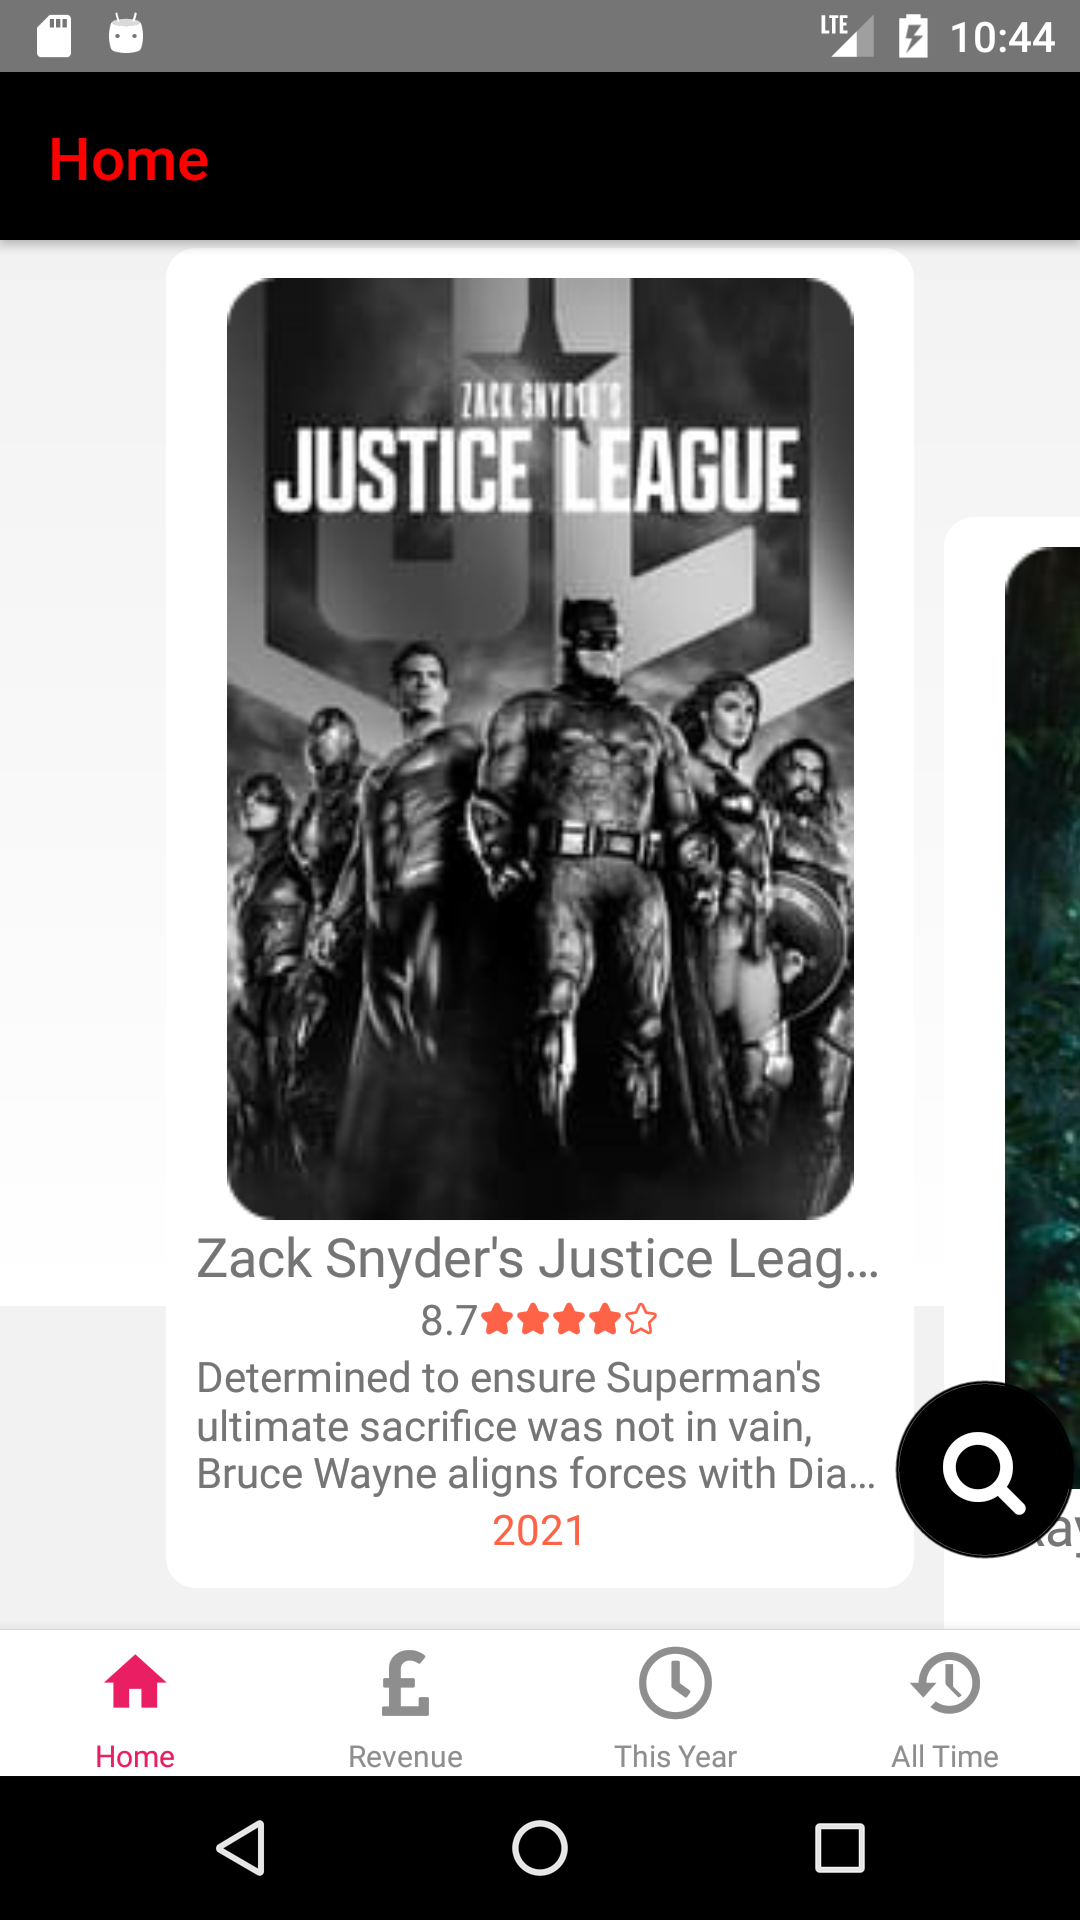 LTE 10:44
Home
ZACK SNYDER'S
JUSTICE LEAGUE
Zack Snyder's Justice Leag...
8.7
Determined to ensure Superman's
ultimate sacrifice was not in vain,
Bruce Wayne aligns forces with Dia...
2021
Home Revenue This Year All Time